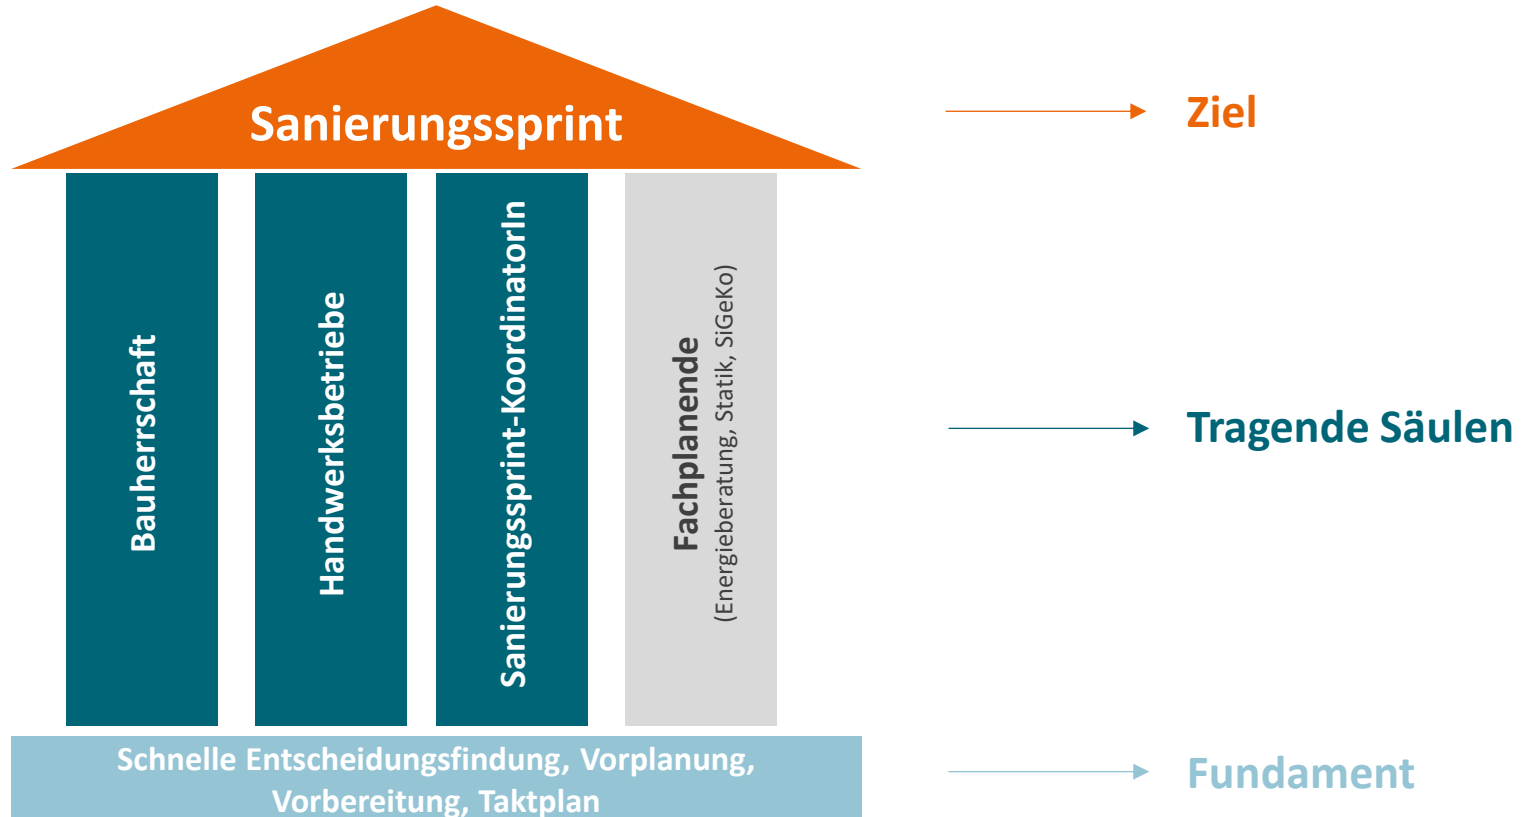 Sanierungssprint
Ziel
Bauherrschaft
Handwerksbetriebe
Sanierungssprint-KoordinatorIn
Fachplanende
(Energieberatung, Statik, SiGeKo)
Tragende Säulen
Schnelle Entscheidungsfindung, Vorplanung,
Vorbereitung, Taktplan
Fundament